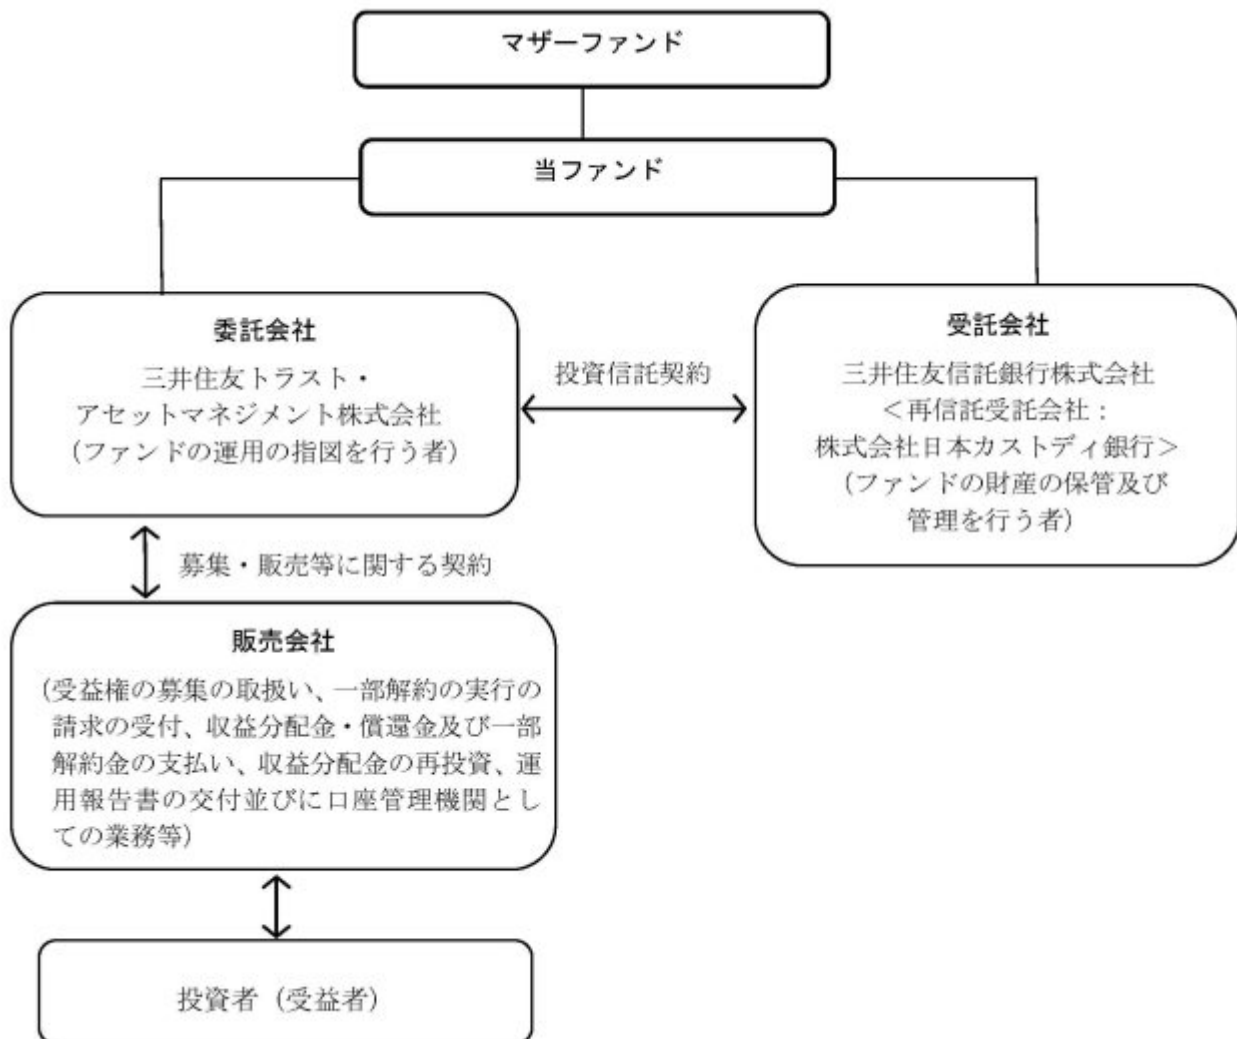 マザーファンド
当ファンド
委託会社
三井住友トラスト・
アセットマネジメント株式会社
（ファンドの運用の指図を行う者）
投資信託契約
受託会社
三井住友信託銀行株式会社
＜再信託受託会社：
株式会社日本カストディ銀行＞
（ファンドの財産の保管及び
管理を行う者）
募集・販売等に関する契約
販売会社
（受益権の募集の取扱い、一部解約の実行の
請求の受付、収益分配金・償還金及び一部
解約金の支払い、収益分配金の再投資、運
用報告書の交付並びに口座管理機関とし
ての業務等）
投資者（受益者）